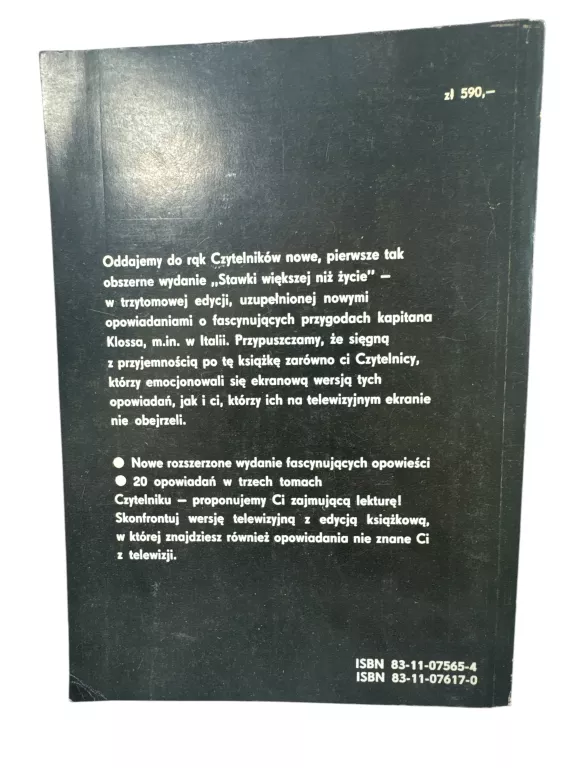 zł 590,—
Oddajemy do rąk Czytelników nowe, pierwsze tak
obszerne wydanie „Stawki większej niż życie" —
w trzytomowej edycji, uzupełnionej nowymi
opowiadaniami o fascynujących przygodach kapitana
Klossa, m.in. w Italii. Przypuszczamy, że sięgną
z przyjemnością po tę książkę zarówno ci Czytelnicy,
którzy emocjonowali się ekranową wersją tych
opowiadań, jak i ci, którzy ich na telewizyjnym ekranie
nie obejrzeli.
● Nowe rozszerzone wydanie fascynujących opowieści
● 20 opowiadań w trzech tomach
Czytelniku — proponujemy Ci zajmującą lekturę!
Skonfrontuj wersję telewizyjną z edycją książkową,
w której znajdziesz również opowiadania nie znane Ci
z telewizji.
ISBN 83-11-07565-4
ISBN 83-11-07617-0